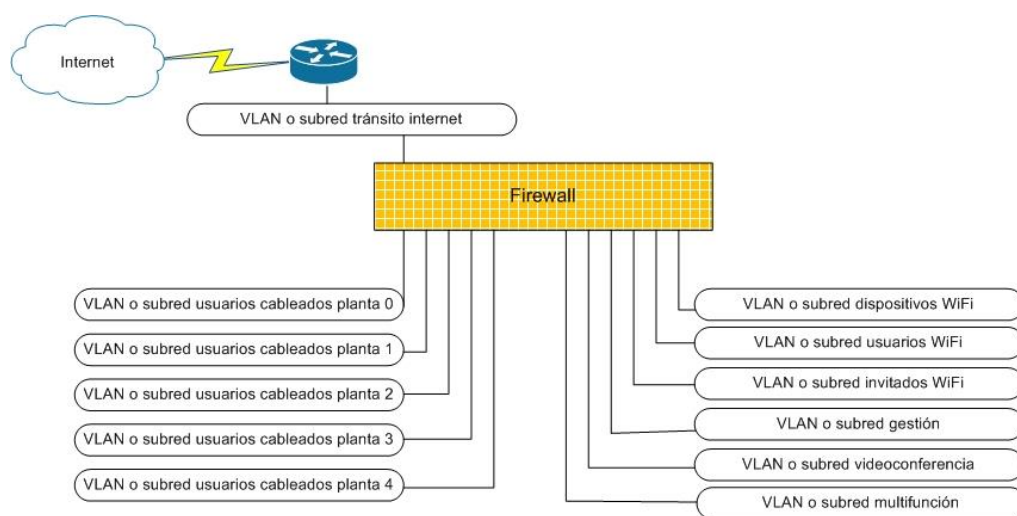 Internet
VLAN o subred tránsito internet
Firewall
VLAN o subred usuarios cableados planta 0
VLAN o subred usuarios cableados planta 1
VLAN o subred usuarios cableados planta 2
VLAN o subred usuarios cableados planta 3
VLAN o subred usuarios cableados planta 4
VLAN o subred dispositivos WiFi
VLAN o subred usuarios WiFi
VLAN o subred invitados WiFi
VLAN o subred gestión
VLAN o subred videoconferencia
VLAN o subred multifunción